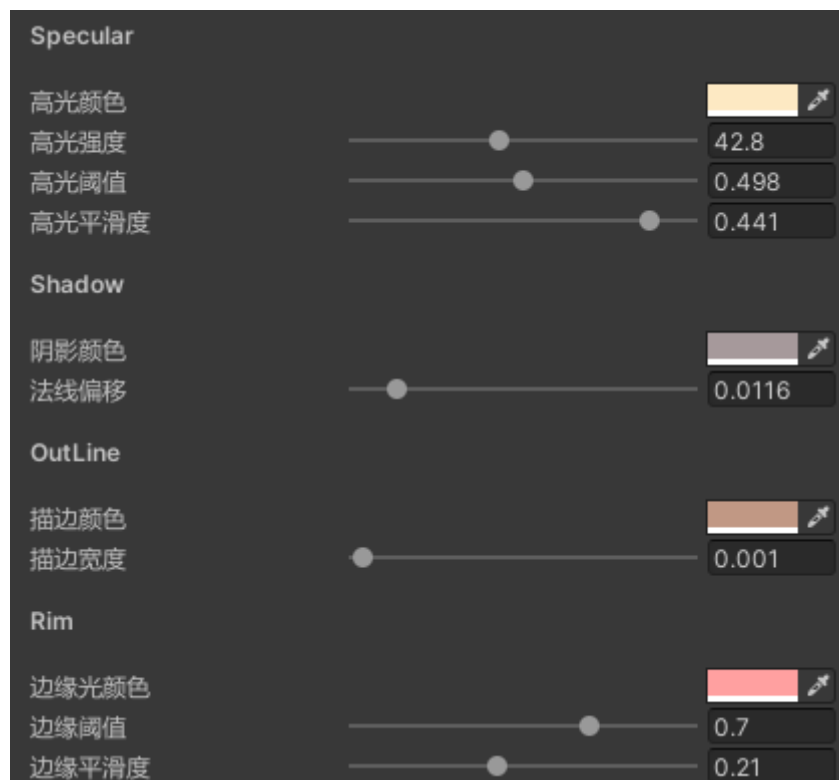 Specular
高光颜色
高光强度 42.8
高光阈值 0.498
高光平滑度 0.441
Shadow
阴影颜色
法线偏移 0.0116
OutLine
描边颜色
描边宽度 0.001
Rim
边缘光颜色
边缘阈值 0.7
边缘平滑度 0.21